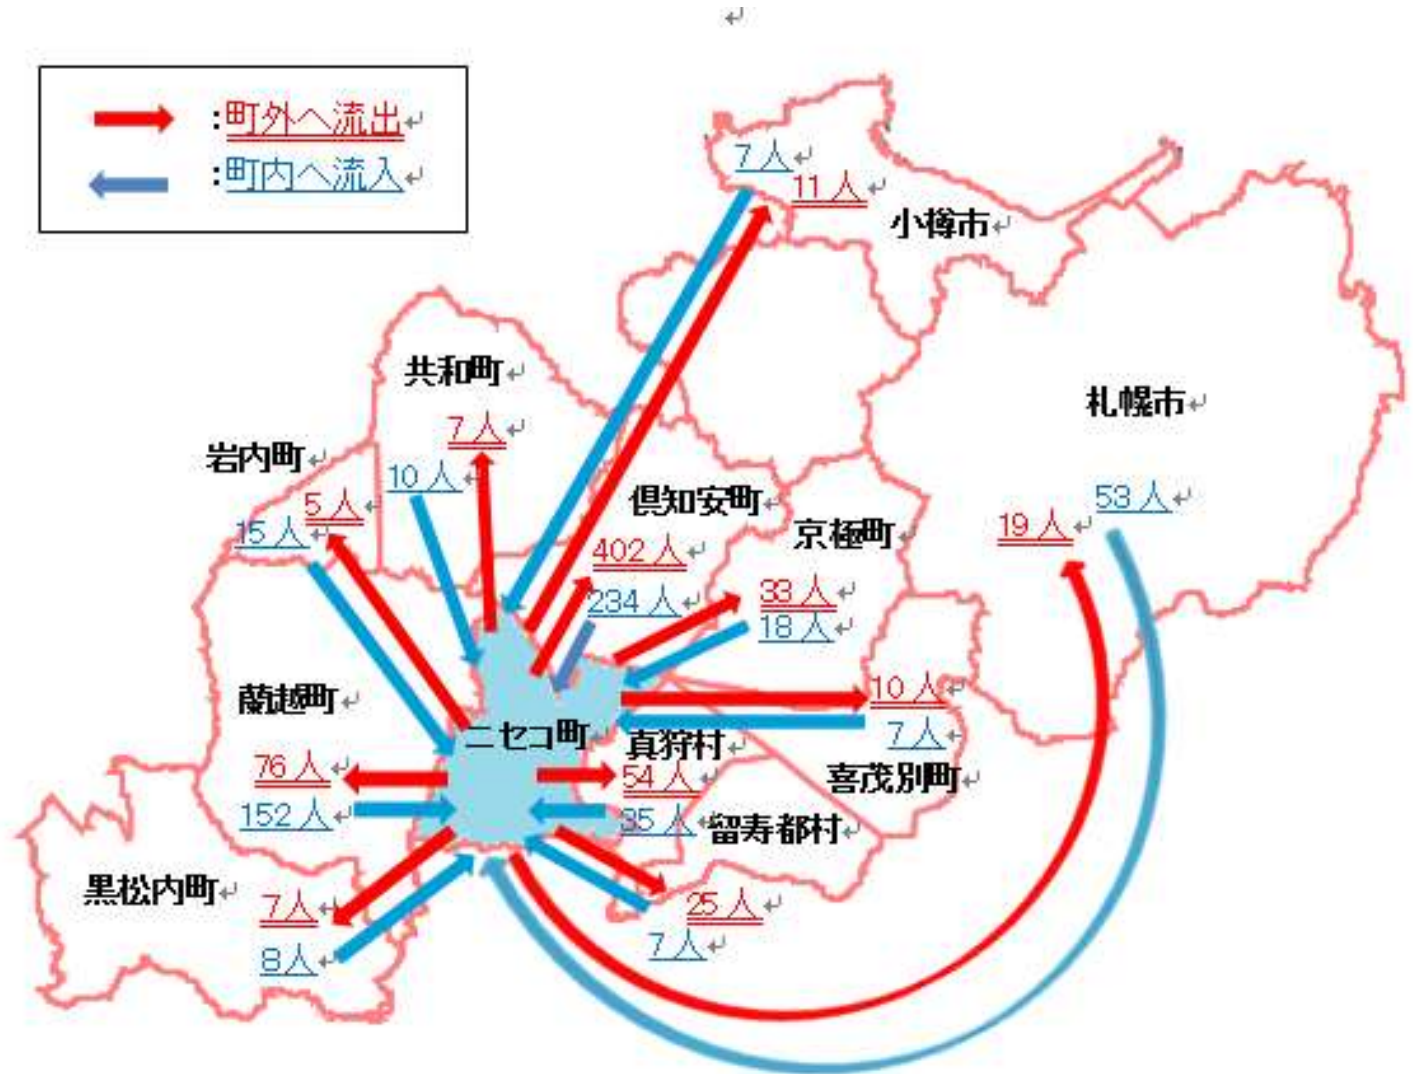 ：町外へ流出
：町内へ流入
7人
11人
小樽市
共和町
7人
10人
岩内町
5人
15人
札幌市
53人
19人
倶知安町
402人
234人
京極町
33人
18人
蘭越町
76人
152人
ニセコ町
真狩村
54人
35人
10人
7人
喜茂別町
留寿都村
25人
7人
黒松内町
7人
8人